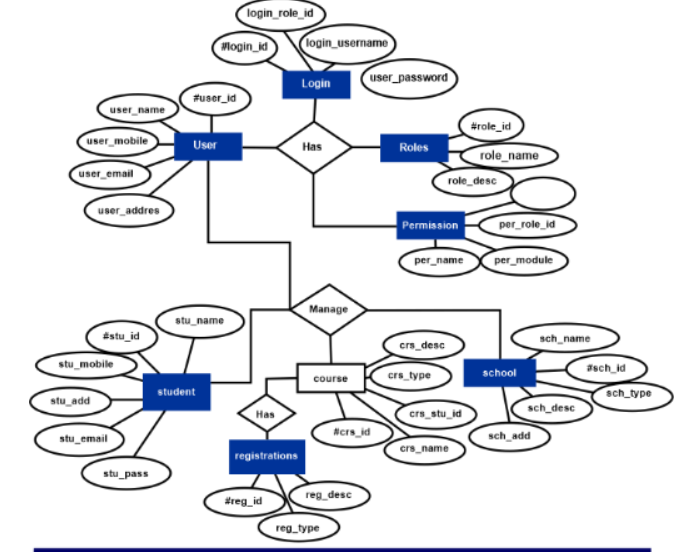 login_role_id
#login_id
login_username
Login
user_password
user_name
#user_id
user_mobile
User
user_email
user_addres
Has
Roles
#role_id
role_name
role_desc
Permission
per_role_id
per_name
per_module
Manage
stu_name
#stu_id
stu_mobile
student
stu_add
stu_email
stu_pass
course
crs_desc
crs_type
crs_stu_id
#crs_id
crs_name
Has
registrations
#reg_id
reg_desc
reg_type
school
sch_name
#sch_id
sch_type
sch_desc
sch_add